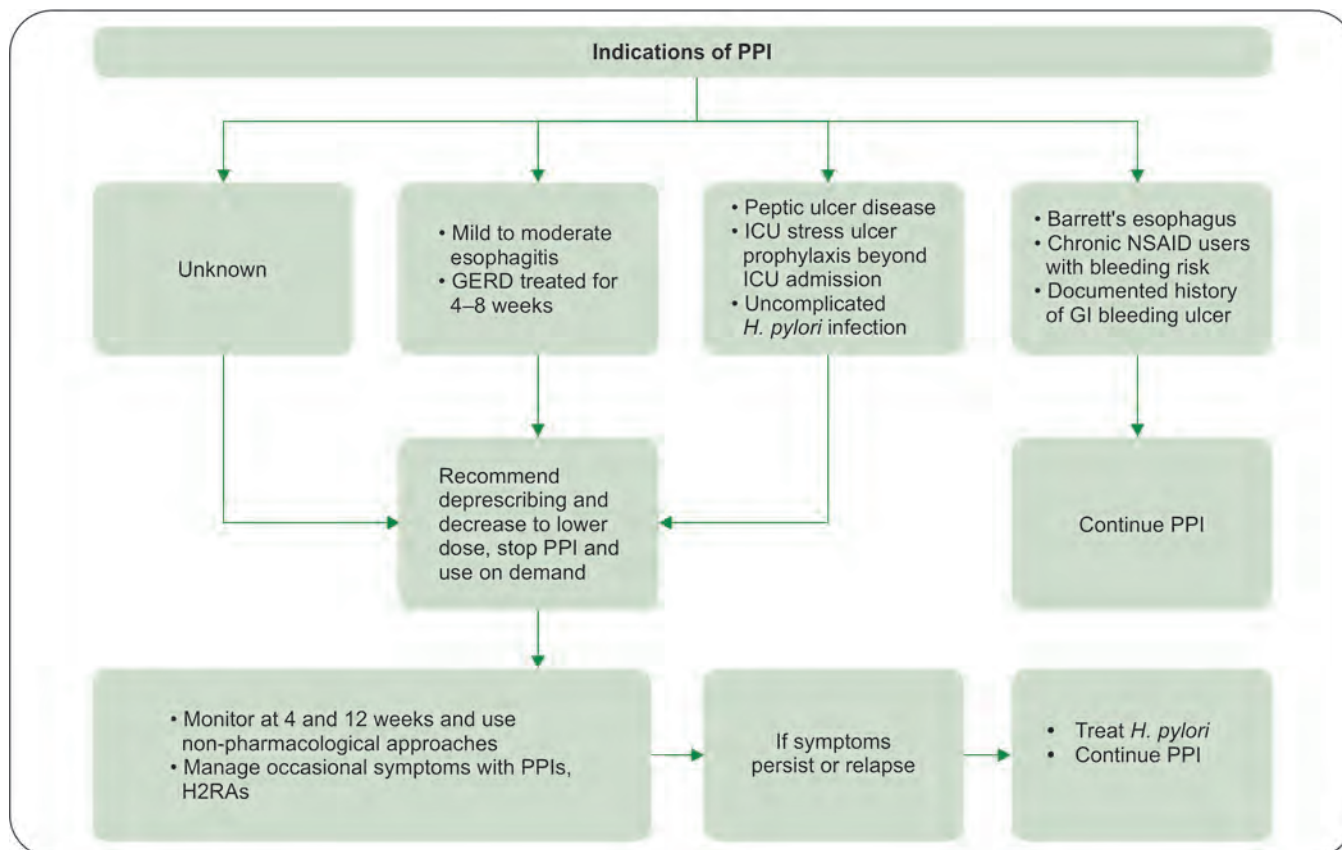 Indications of PPI
Unknown
• Mild to moderate
esophagitis
• GERD treated for
4–8 weeks
• Peptic ulcer disease
• ICU stress ulcer
prophylaxis beyond
ICU admission
• Uncomplicated
H. pylori infection
• Barrett's esophagus
• Chronic NSAID users
with bleeding risk
• Documented history
of GI bleeding ulcer
Recommend
deprescribing and
decrease to lower
dose, stop PPI and
use on demand
Continue PPI
• Monitor at 4 and 12 weeks and use
non-pharmacological approaches
• Manage occasional symptoms with PPIs,
H2RAs
If symptoms
persist or relapse
• Treat H. pylori
• Continue PPI